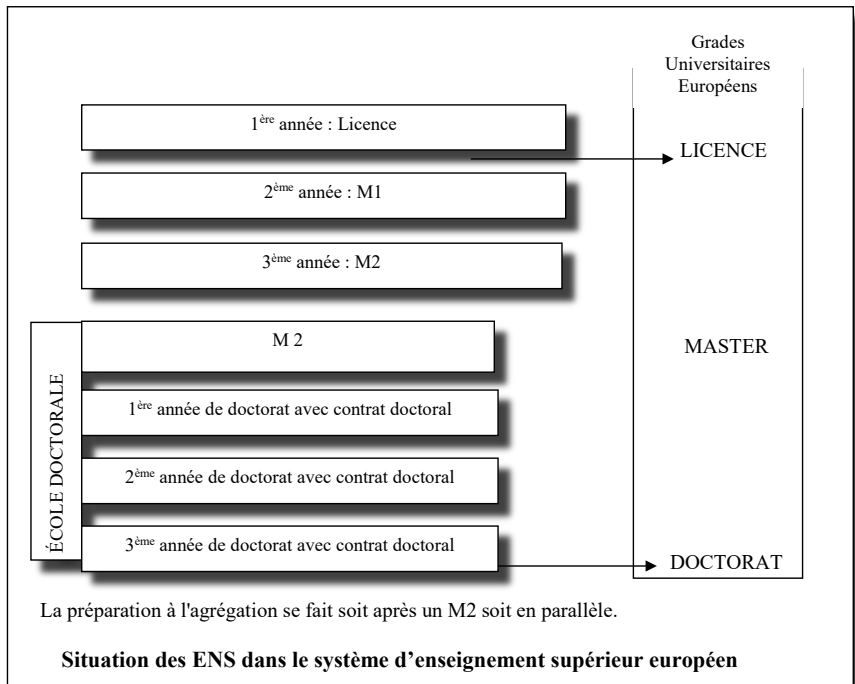 Grades
Universitaires
Européens
1ère année : Licence
LICENCE
2ème année : M1
3ème année : M2
M 2
MASTER
ÉCOLE DOCTORALE
1ère année de doctorat avec contrat doctoral
2ème année de doctorat avec contrat doctoral
3ème année de doctorat avec contrat doctoral
DOCTORAT
La préparation à l'agrégation se fait soit après un M2 soit en parallèle.
Situation des ENS dans le système d’enseignement supérieur européen